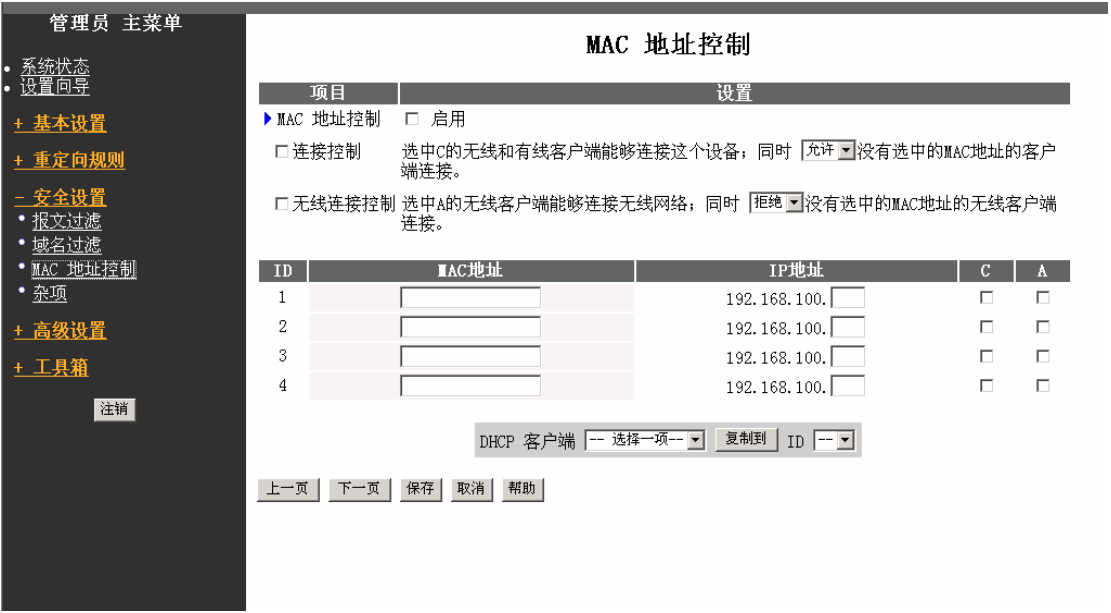 管理员 主菜单
系统状态
设置向导
+ 基本设置
+ 重定向规则
- 安全设置
报文过滤
域名过滤
MAC 地址控制
杂项
+ 高级设置
+ 工具箱
注销
MAC 地址控制
项目 设置
MAC 地址控制 启用
连接控制 选中C的无线和有线客户端能够连接这个设备；同时 允许 没有选中的MAC地址的客户
端连接。
无线连接控制 选中A的无线客户端能够连接无线网络；同时 拒绝 没有选中的MAC地址的无线客户端
连接。
ID MAC地址 IP地址 C A
1 192.168.100.
2 192.168.100.
3 192.168.100.
4 192.168.100.
DHCP 客户端 -- 选择一项-- 复制到 ID --
上一页 下一页 保存 取消 帮助